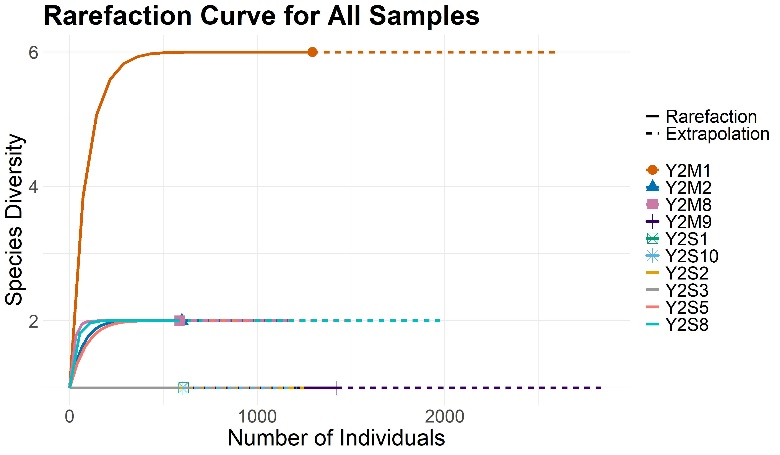 Rarefaction Curve for All Samples
6
4
2
Species Diversity
0
1000
2000
Number of Individuals
Rarefaction
Extrapolation
Y2M1
Y2M2
Y2M8
Y2M9
Y2S1
Y2S10
Y2S2
Y2S3
Y2S5
Y2S8